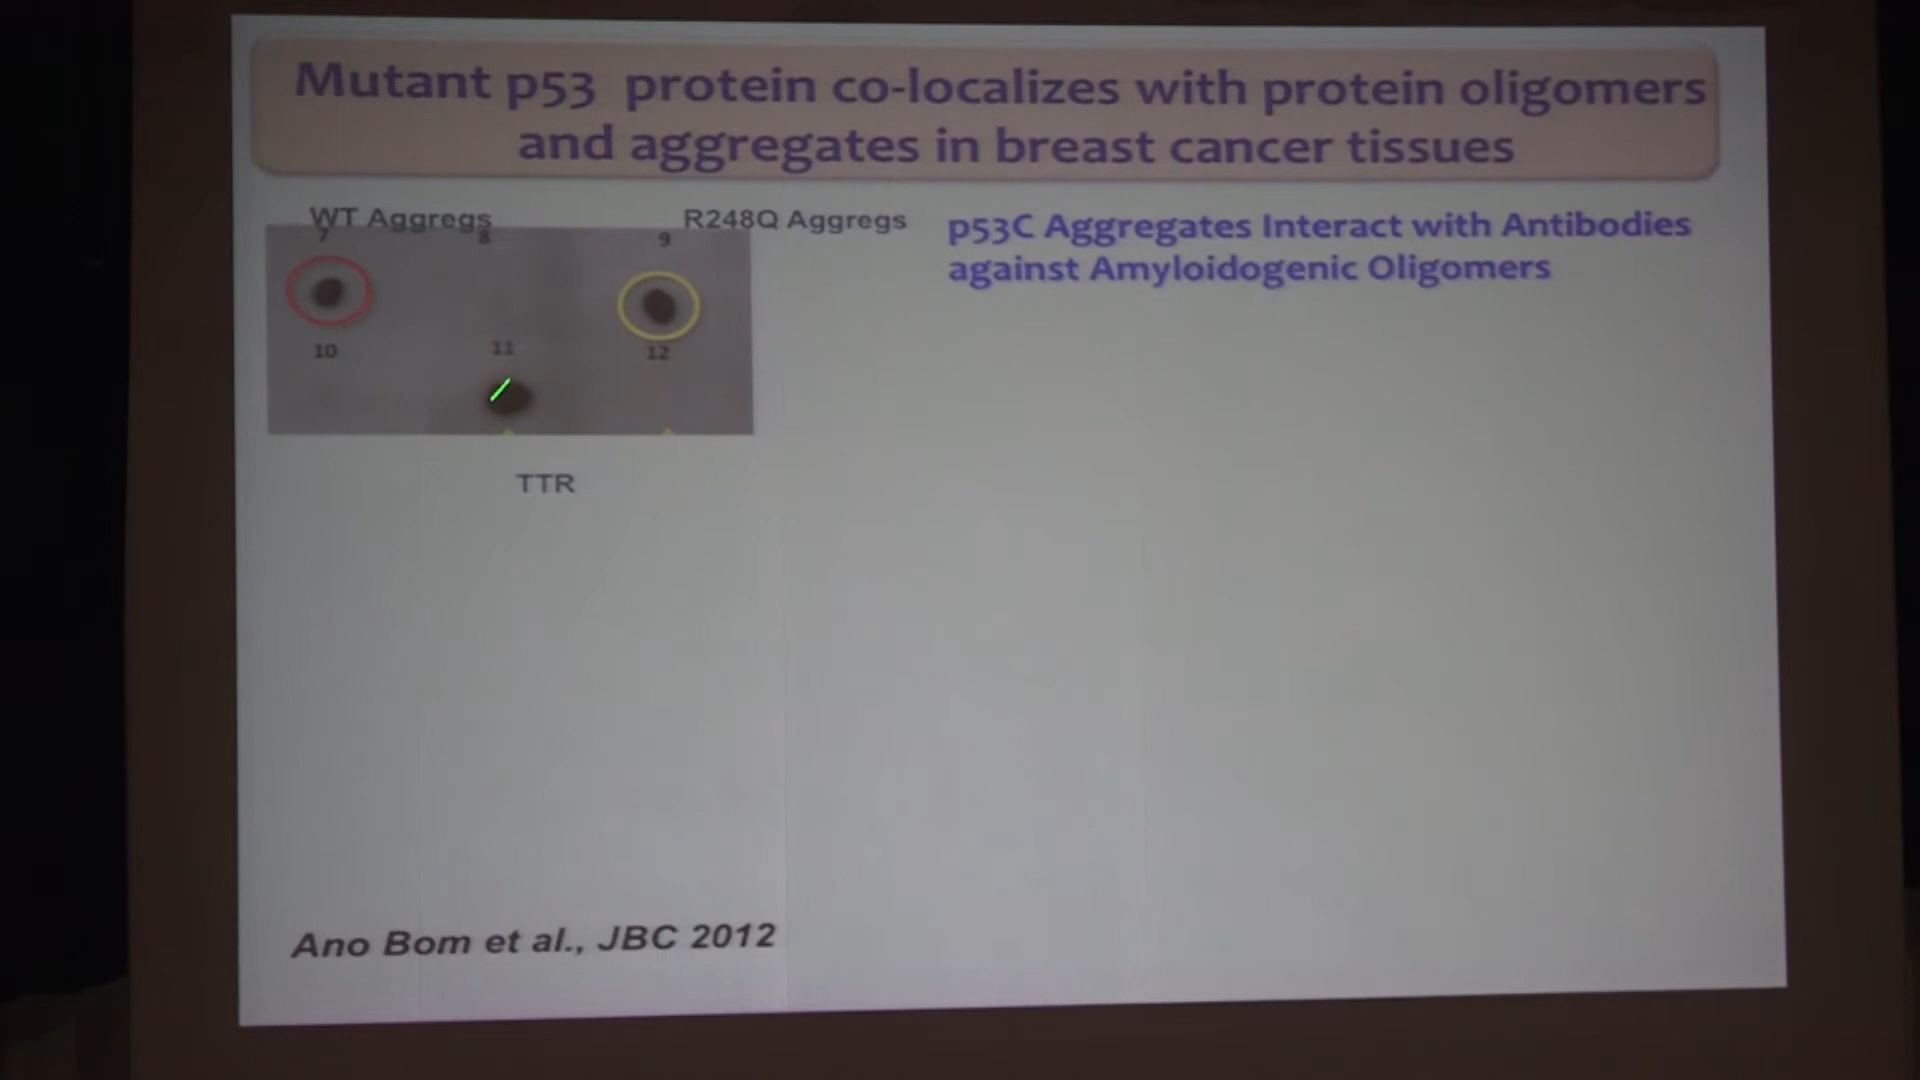 Mutant p53 protein co-localizes with protein oligomers
and aggregates in breast cancer tissues
WT Aggregs
R248Q Aggregs
7
8
9
10
11
12
TTR
p53C Aggregates Interact with Antibodies
against Amyloidogenic Oligomers
Ano Bom et al., JBC 2012